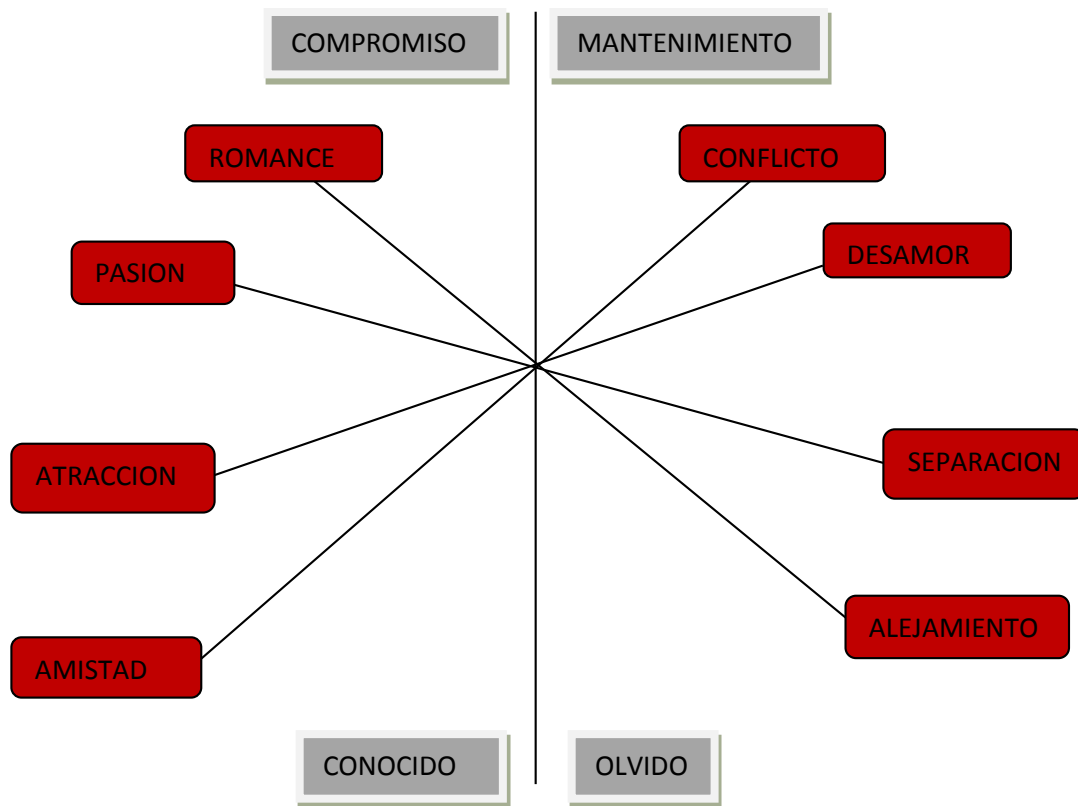 COMPROMISO
MANTENIMIENTO
ROMANCE
CONFLICTO
PASION
DESAMOR
ATRACCION
SEPARACION
AMISTAD
ALEJAMIENTO
CONOCIDO
OLVIDO